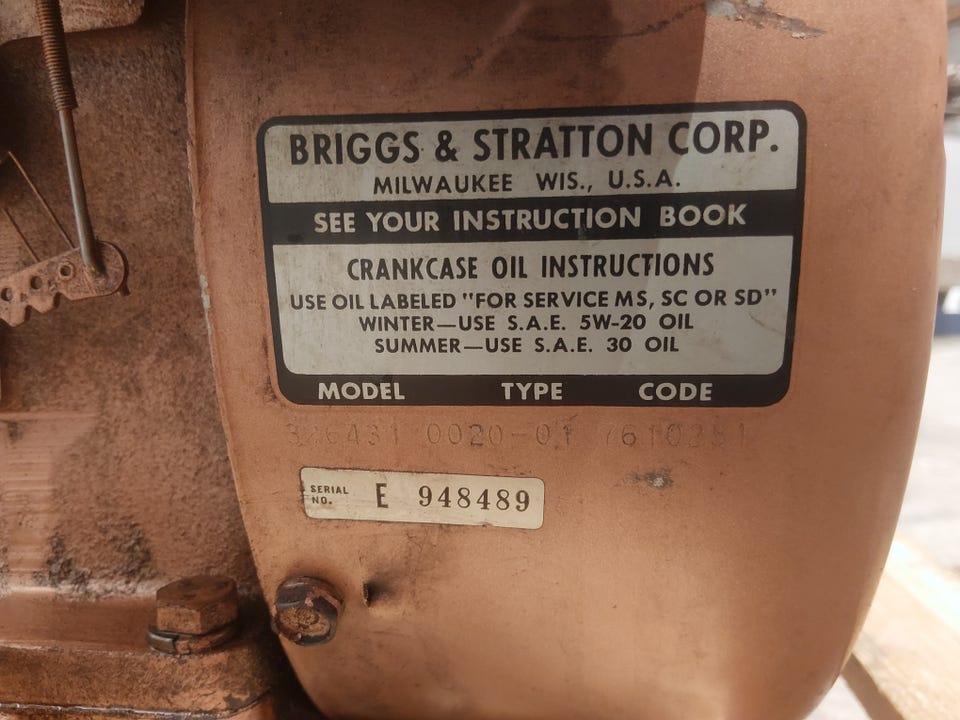 BRIGGS & STRATTON CORP.
MILWAUKEE WIS., U.S.A.
SEE YOUR INSTRUCTION BOOK
CRANKCASE OIL INSTRUCTIONS
USE OIL LABELED "FOR SERVICE MS, SC OR SD"
WINTER—USE S.A.E. 5W-20 OIL
SUMMER—USE S.A.E. 30 OIL
MODEL TYPE CODE
0020-01
SERIAL NO. E 948489